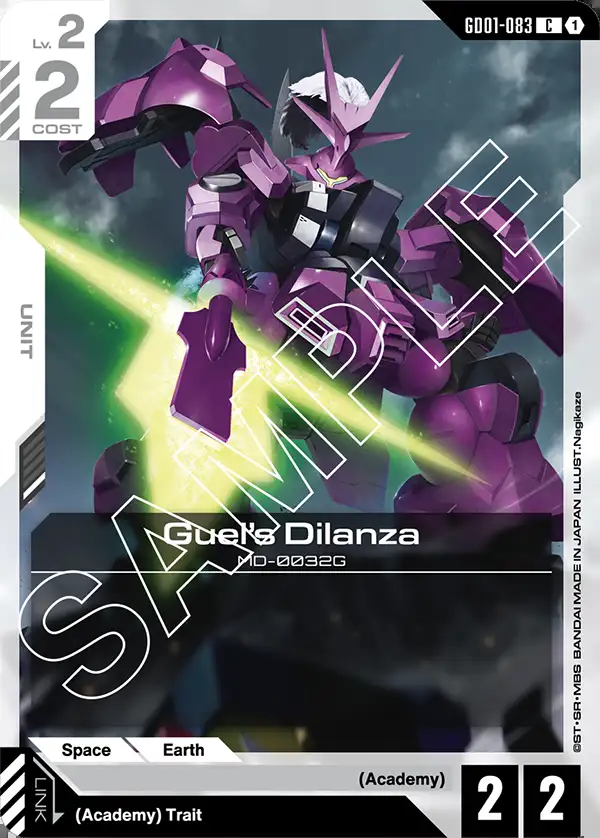 Lv. 2
2
COST
GD01-083 C 1
UNIT
SAMPLE
Guel's Dilanza
MD-0032G
©ST・SR・MBS BANDAI MADE IN JAPAN ILLUST.Nagikaze
Space Earth
(Academy)
2 2
LINK
(Academy) Trait